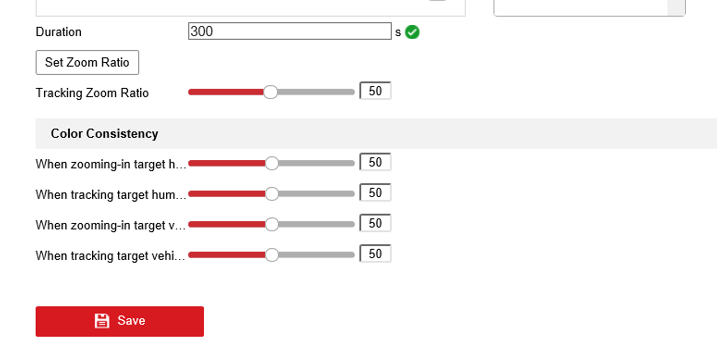 Duration 300 s
Set Zoom Ratio
Tracking Zoom Ratio 50
Color Consistency
When zooming-in target h... 50
When tracking target hum... 50
When zooming-in target v... 50
When tracking target vehi... 50
Save